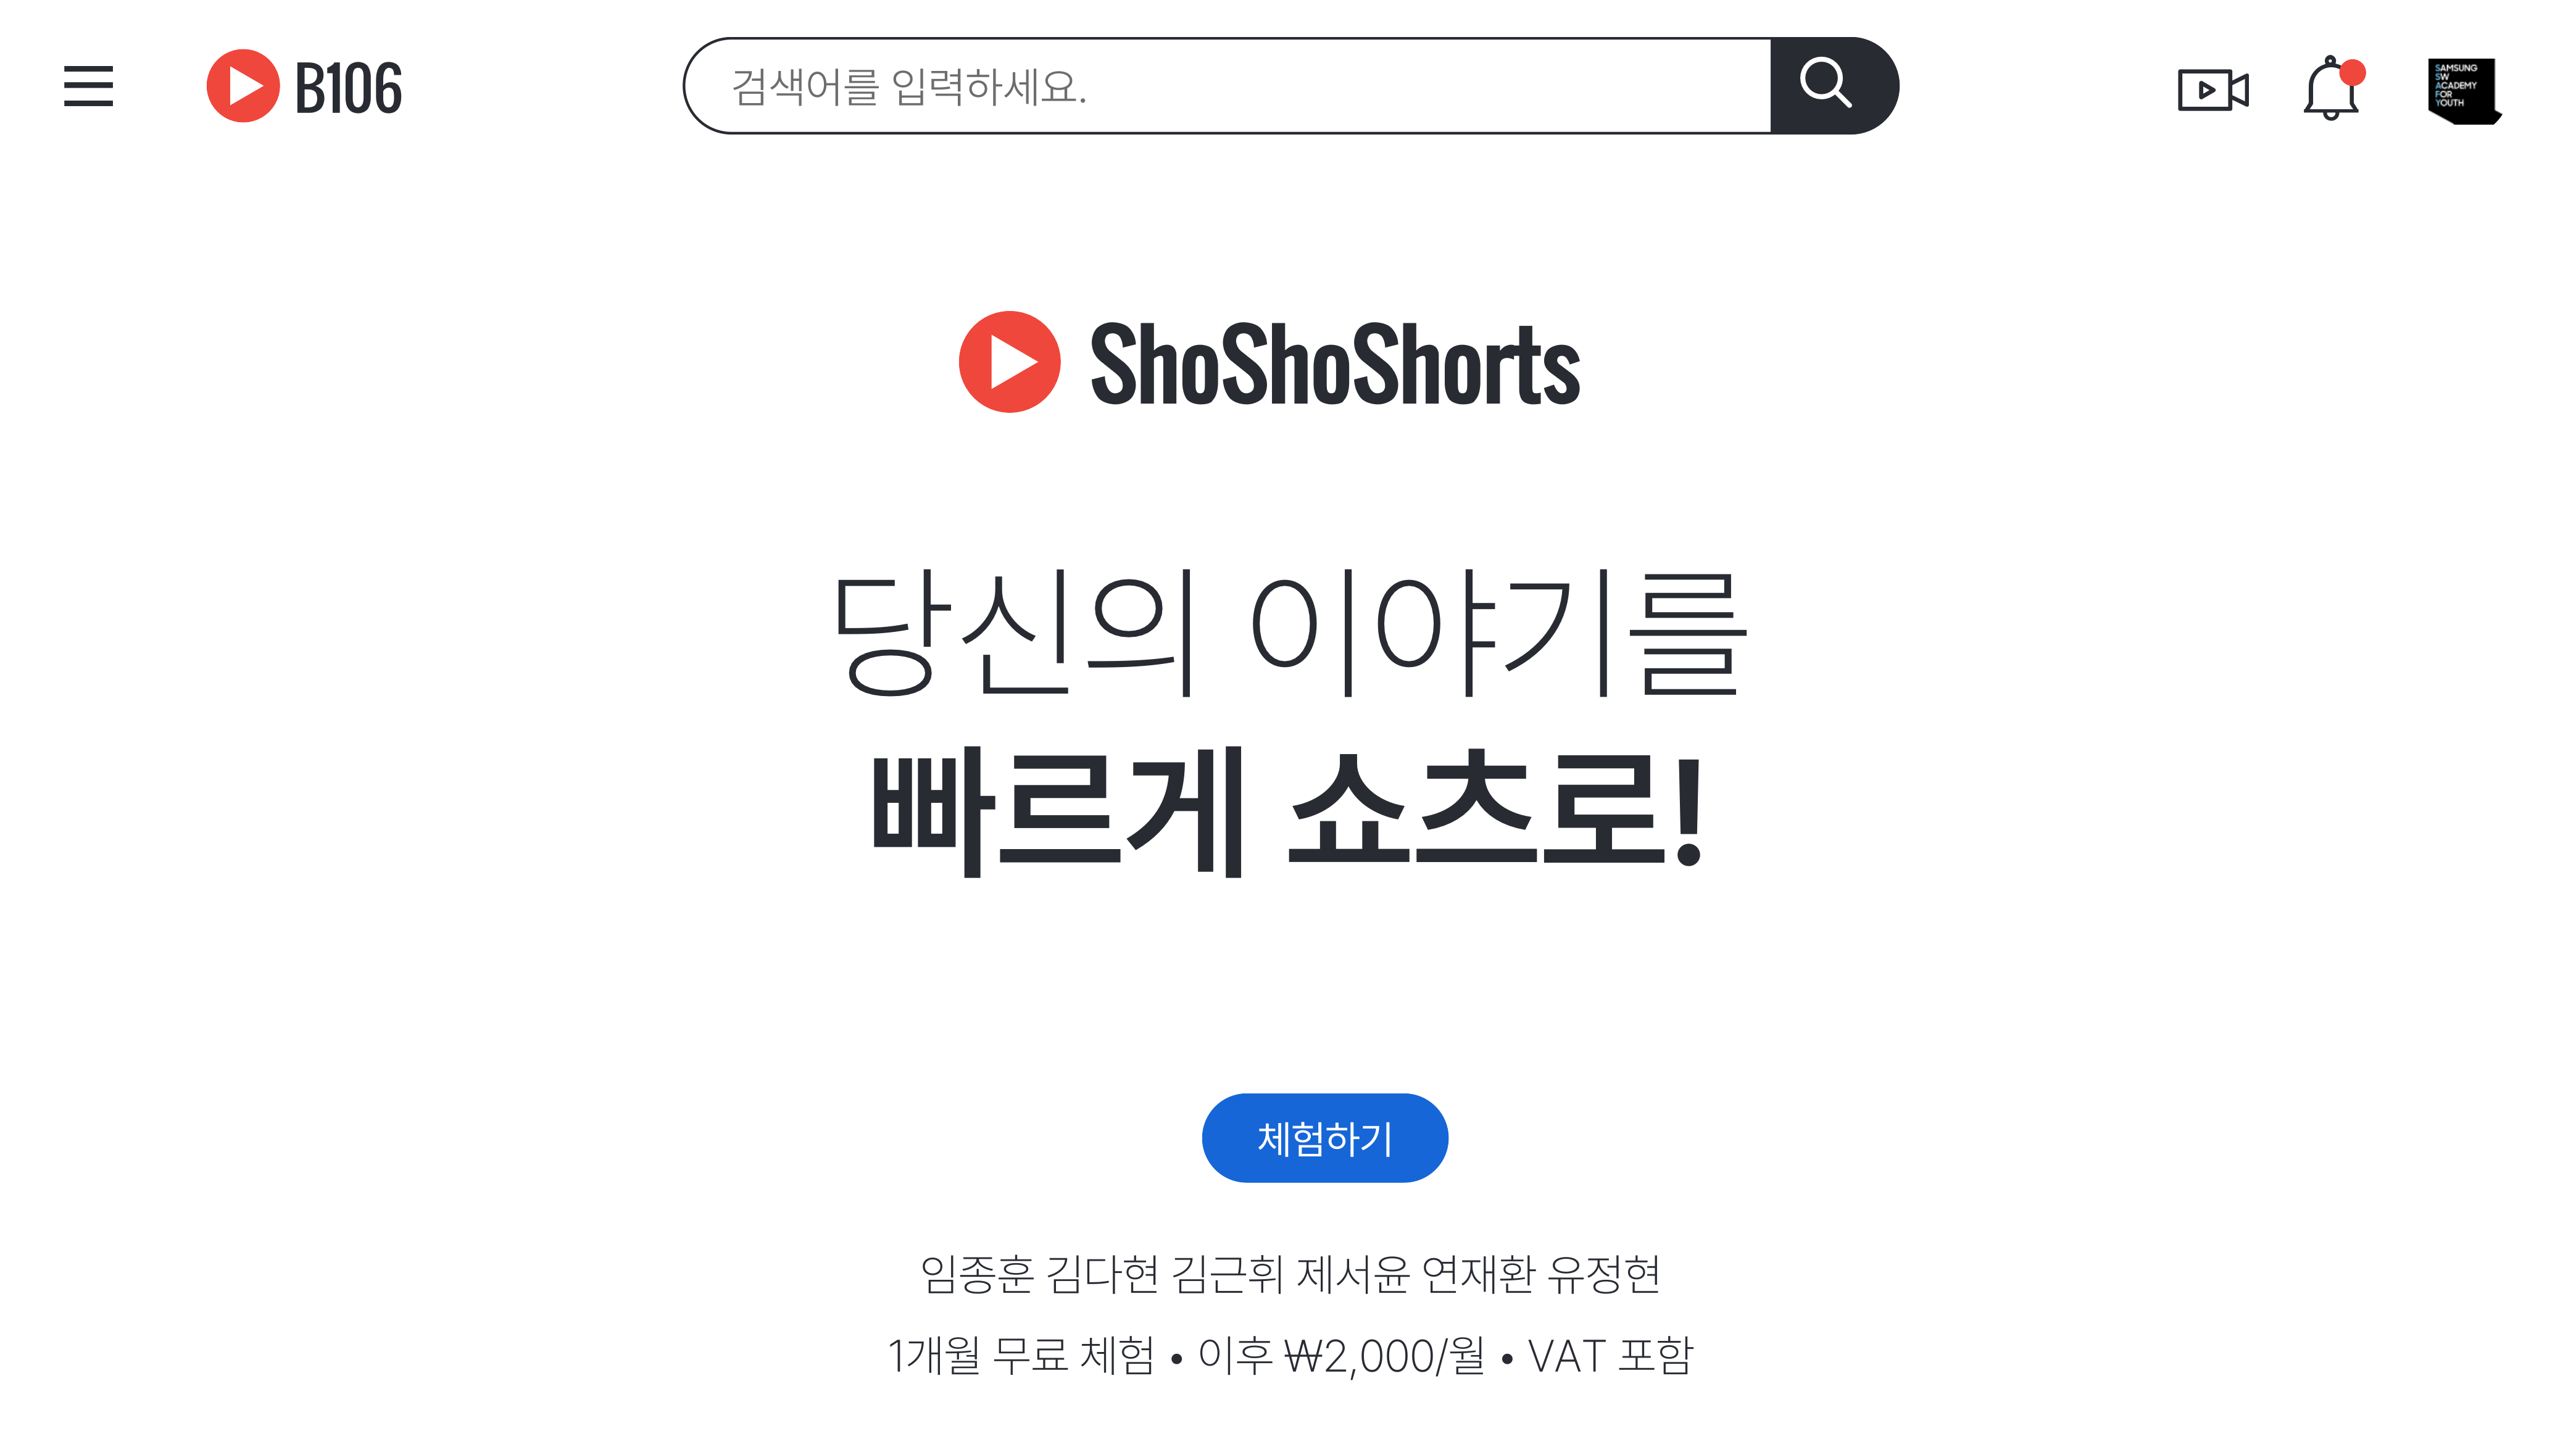 B106
검색어를 입력하세요.
SAMSUNG
SW
ACADEMY
FOR
YOUTH
ShoShoShorts
당신의 이야기를
빠르게 쇼츠로!
체험하기
임종훈 김다현 김근휘 제서윤 연재환 유정현
1개월 무료 체험 • 이후 ₩2,000/월 • VAT 포함